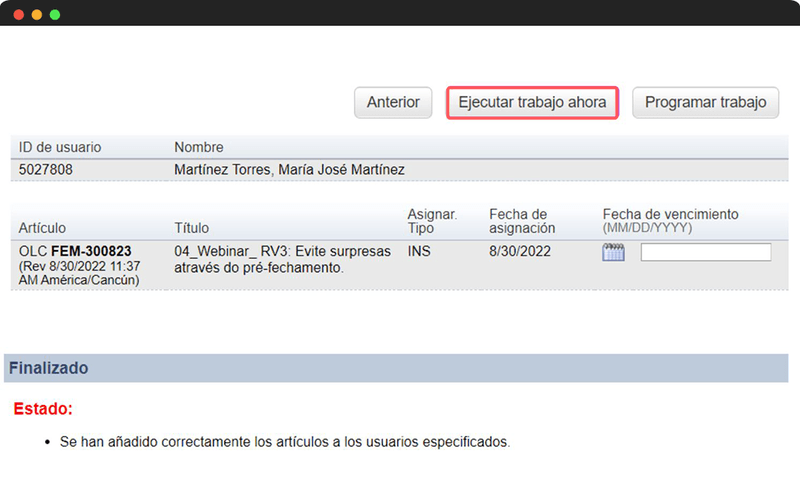 Anterior
Ejecutar trabajo ahora
Programar trabajo
ID de usuario Nombre
5027808 Martínez Torres, María José Martínez
Artículo Título Asignar. Tipo Fecha de asignación Fecha de vencimiento (MM/DD/YYYY)
OLC FEM-300823 04_Webinar_ RV3: Evite surpresas INS 8/30/2022
(Rev 8/30/2022 11:37 através do pré-fechamento.
AM América/Cancún)
Finalizado
Estado:
• Se han añadido correctamente los artículos a los usuarios especificados.